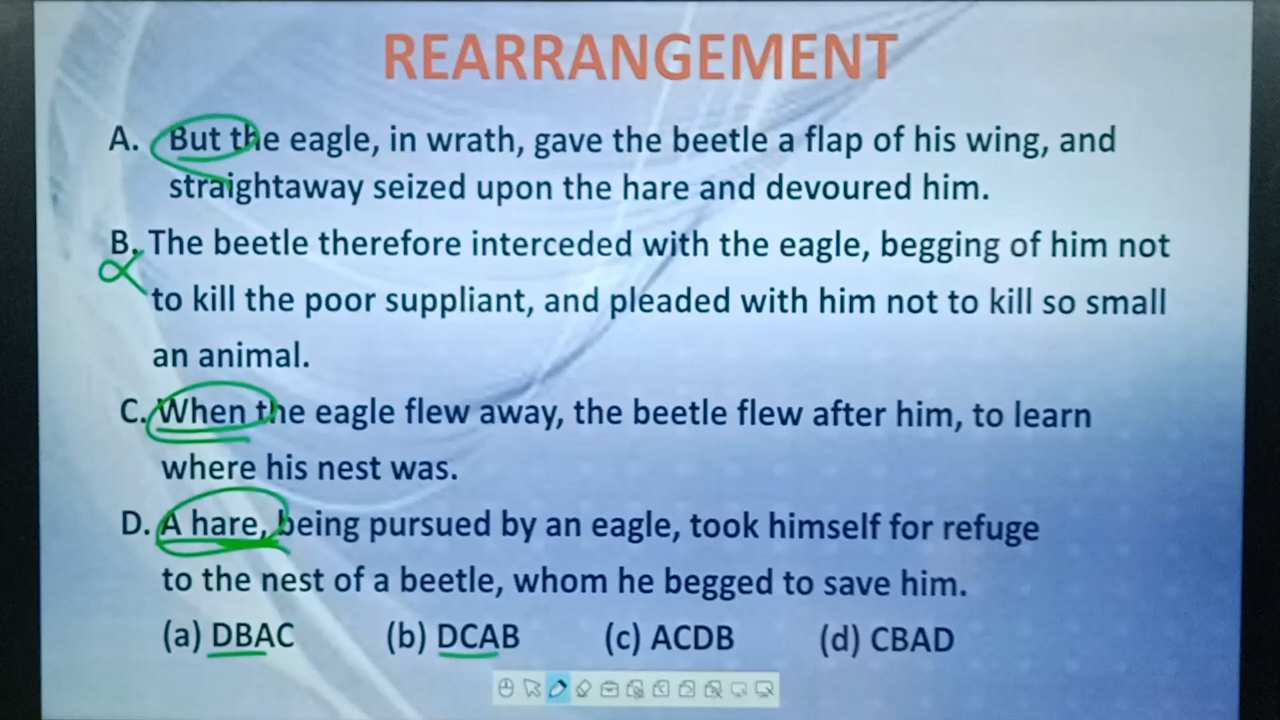 REARRANGEMENT
A. But the eagle, in wrath, gave the beetle a flap of his wing, and
straightaway seized upon the hare and devoured him.
B. The beetle therefore interceded with the eagle, begging of him not
to kill the poor suppliant, and pleaded with him not to kill so small
an animal.
C. When the eagle flew away, the beetle flew after him, to learn
where his nest was.
D. A hare, being pursued by an eagle, took himself for refuge
to the nest of a beetle, whom he begged to save him.
(a) DBAC (b) DCAB (c) ACDB (d) CBAD